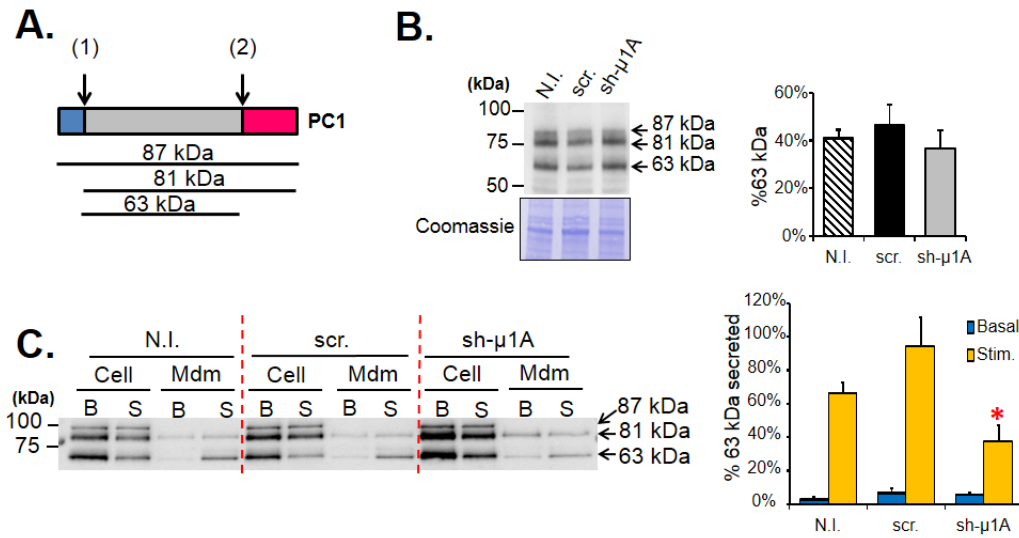 A.
(1) (2)
PC1
87 kDa
81 kDa
63 kDa
B.
(kDa) N.I. scr. sh-µ1A
100
75
50
87 kDa
81 kDa
63 kDa
Coomassie
%63 kDa
60%
40%
20%
0%
N.I. scr. sh-µ1A
C.
N.I. scr. sh-µ1A
Cell Mdm Cell Mdm Cell Mdm
(kDa) B S B S B S B S B S B S
100
75
87 kDa
81 kDa
63 kDa
% 63 kDa secreted
120%
100%
80%
60%
40%
20%
0%
Basal
Stim.
*
N.I. scr. sh-µ1A